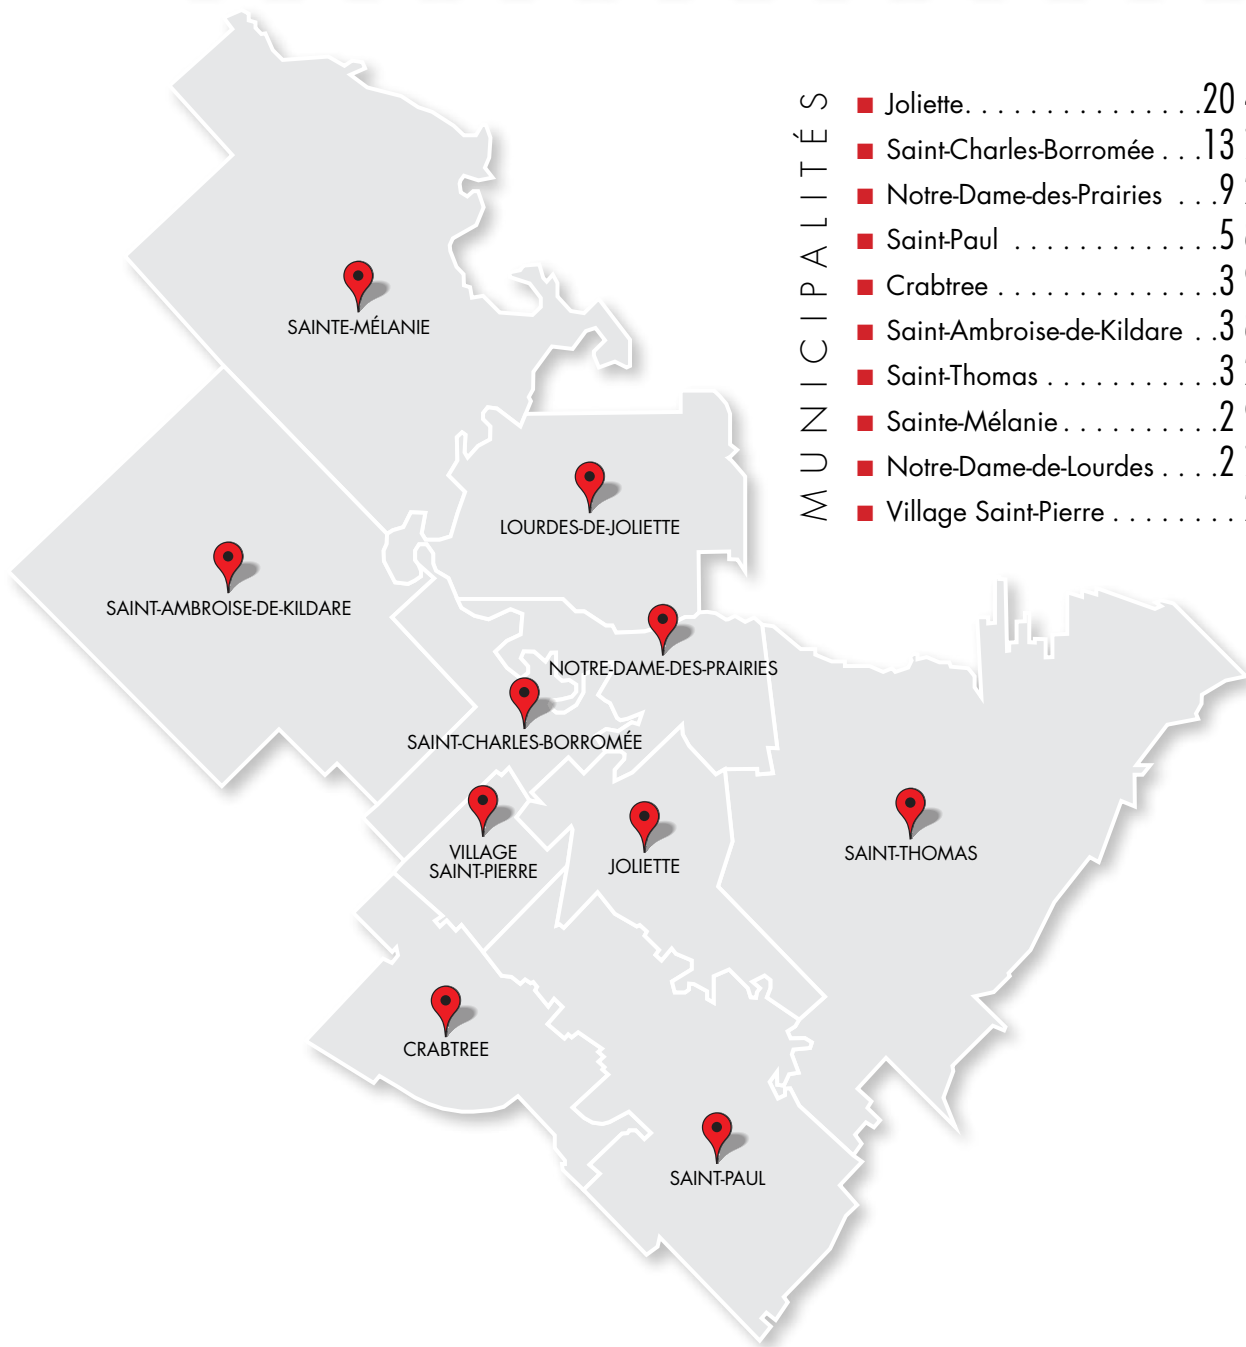 MUNICIPALITÉS
Joliette. . . . . . . . . . . . . . . .20
Saint-Charles-Borromée . . .13
Notre-Dame-des-Prairies . . .9
Saint-Paul . . . . . . . . . . . . .5
Crabtree . . . . . . . . . . . . . .3
Saint-Ambroise-de-Kildare . .3
Saint-Thomas . . . . . . . . . . .3
Sainte-Mélanie . . . . . . . . . .2
Notre-Dame-de-Lourdes . . . .2
Village Saint-Pierre . . . . . . . .
SAINTE-MÉLANIE
LOURDES-DE-JOLIETTE
SAINT-AMBROISE-DE-KILDARE
NOTRE-DAME-DES-PRAIRIES
SAINT-CHARLES-BORROMÉE
VILLAGE
SAINT-PIERRE
JOLIETTE
SAINT-THOMAS
CRABTREE
SAINT-PAUL